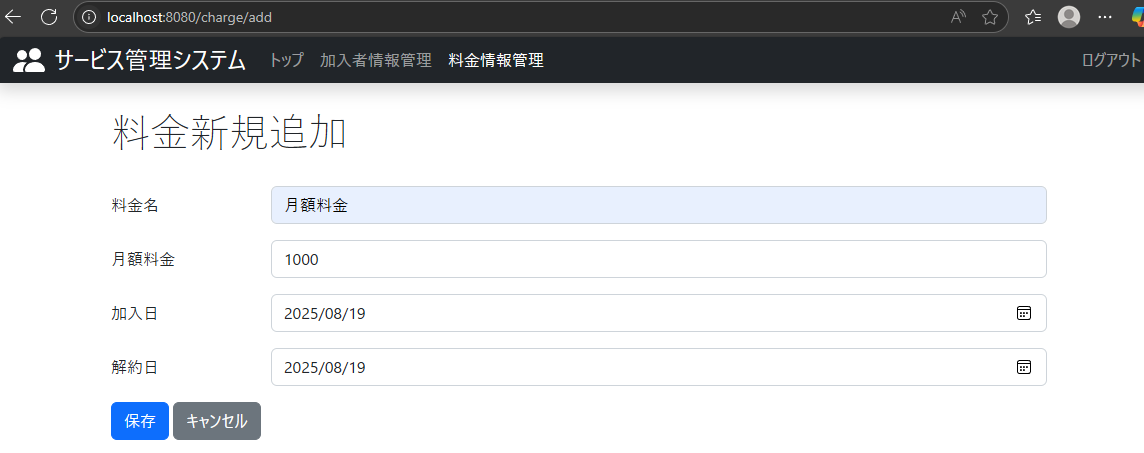 localhost:8080/charge/add
サービス管理システム トップ 加入者情報管理 料金情報管理 ログアウト
料金新規追加
料金名 月額料金
月額料金 1000
加入日 2025/08/19
解約日 2025/08/19
保存 キャンセル